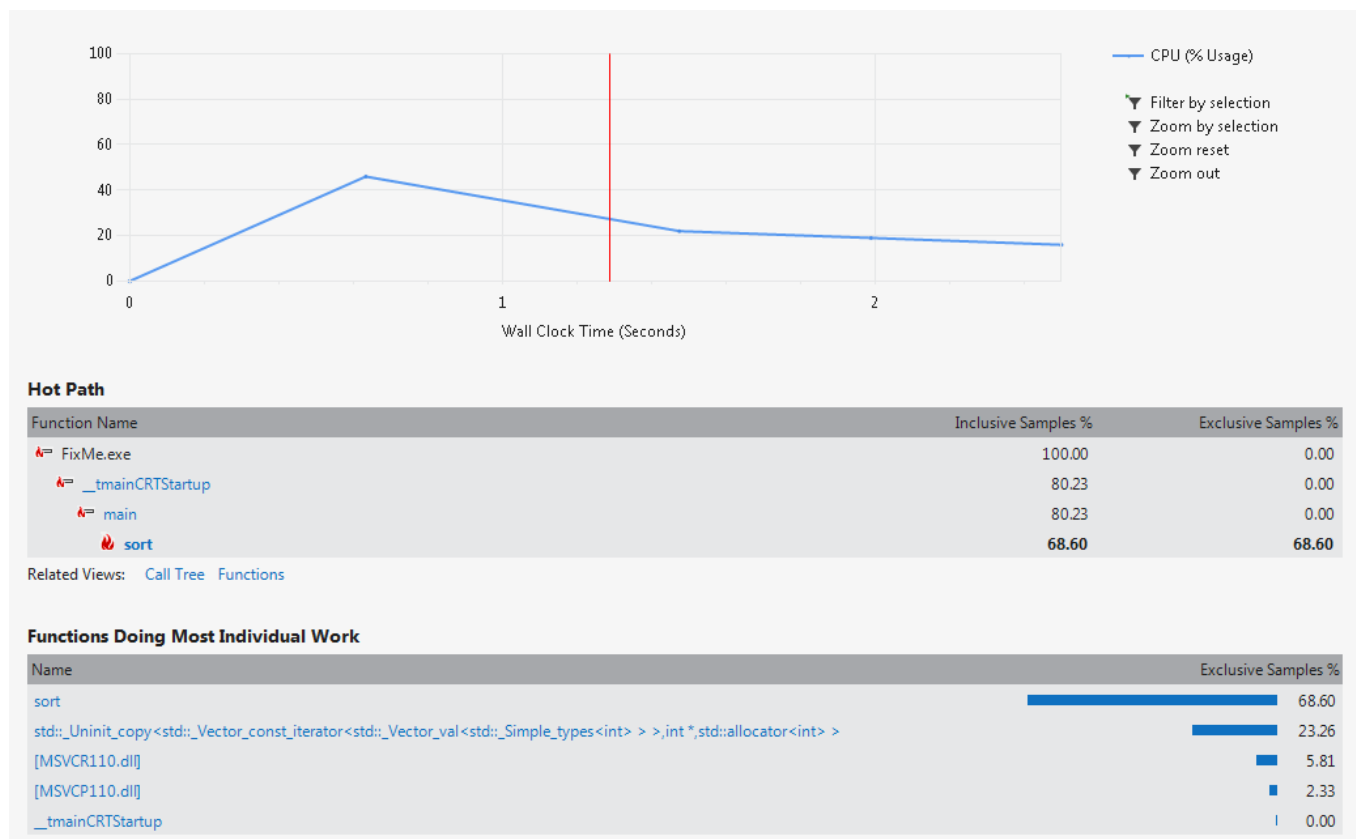 100
CPU (% Usage)
80
Filter by selection
Zoom by selection
60
Zoom reset
Zoom out
40
20
0
0 1 2
Wall Clock Time (Seconds)
Hot Path
Function Name Inclusive Samples % Exclusive Samples %
FixMe.exe 100.00 0.00
__tmainCRTStartup 80.23 0.00
main 80.23 0.00
sort 68.60 68.60
Related Views: Call Tree Functions
Functions Doing Most Individual Work
Name Exclusive Samples %
sort 68.60
std::_Uninit_copy<std::_Vector_const_iterator<std::_Vector_val<std::_Simple_types<int> > >,int *,std::allocator<int> > 23.26
[MSVCR110.dll] 5.81
[MSVCP110.dll] 2.33
__tmainCRTStartup 0.00